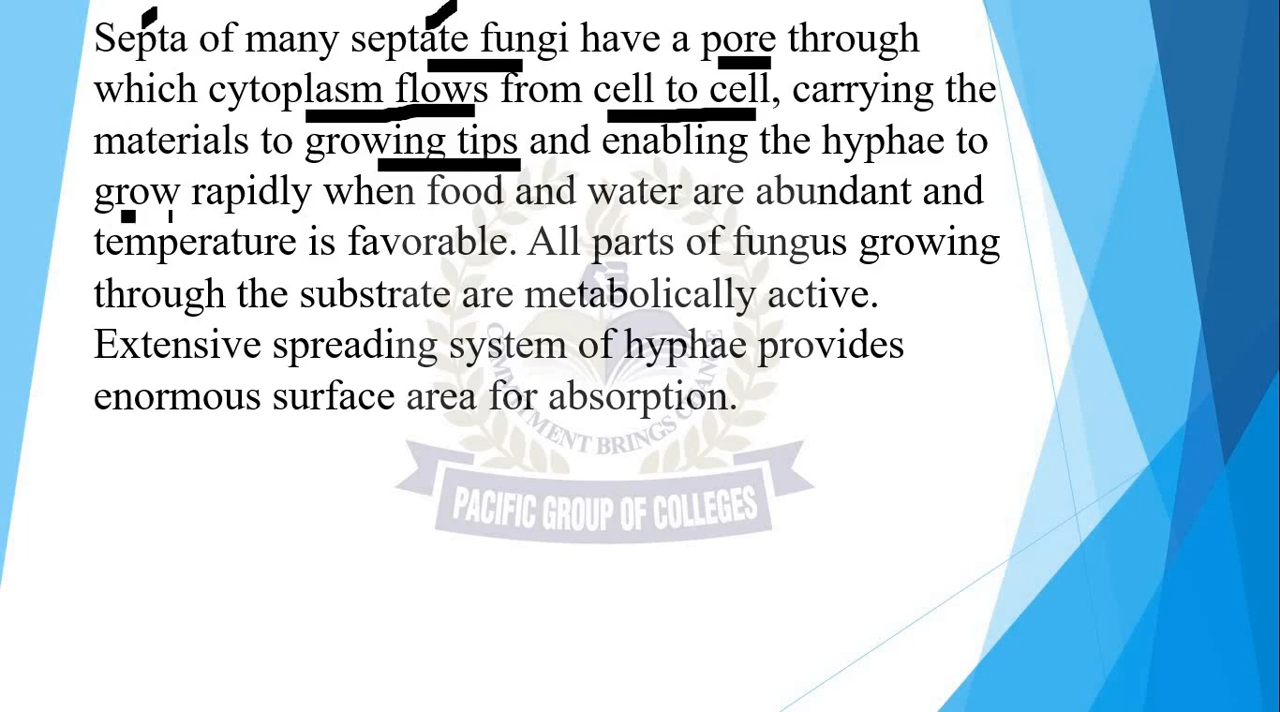 Septa of many septate fungi have a pore through
which cytoplasm flows from cell to cell, carrying the
materials to growing tips and enabling the hyphae to
grow rapidly when food and water are abundant and
temperature is favorable. All parts of fungus growing
through the substrate are metabolically active.
Extensive spreading system of hyphae provides
enormous surface area for absorption.
BRINGS
PACIFIC GROUP OF COLLEGES